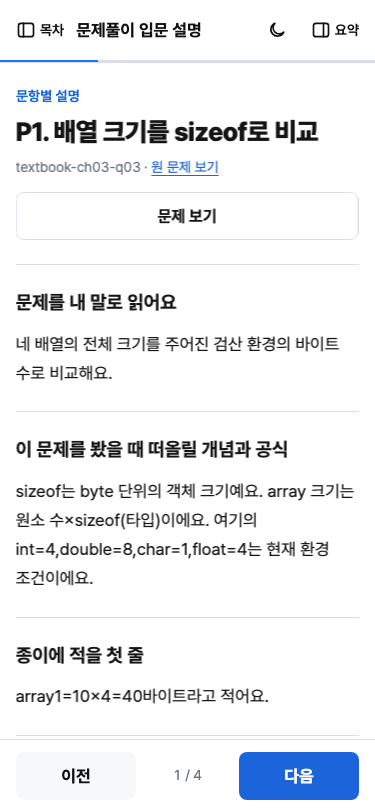 목차 문제풀이 입문 설명 요약
문항별 설명
P1. 배열 크기를 sizeof로 비교
textbook-ch03-q03 · 원 문제 보기
문제 보기
문제를 내 말로 읽어요
네 배열의 전체 크기를 주어진 검산 환경의 바이트
수로 비교해요.
이 문제를 봤을 때 떠올릴 개념과 공식
sizeof는 byte 단위의 객체 크기예요. array 크기는
원소 수×sizeof(타입)이에요. 여기의
int=4,double=8,char=1,float=4는 현재 환경
조건이에요.
종이에 적을 첫 줄
array1=10×4=40바이트라고 적어요.
이전 1 / 4 다음